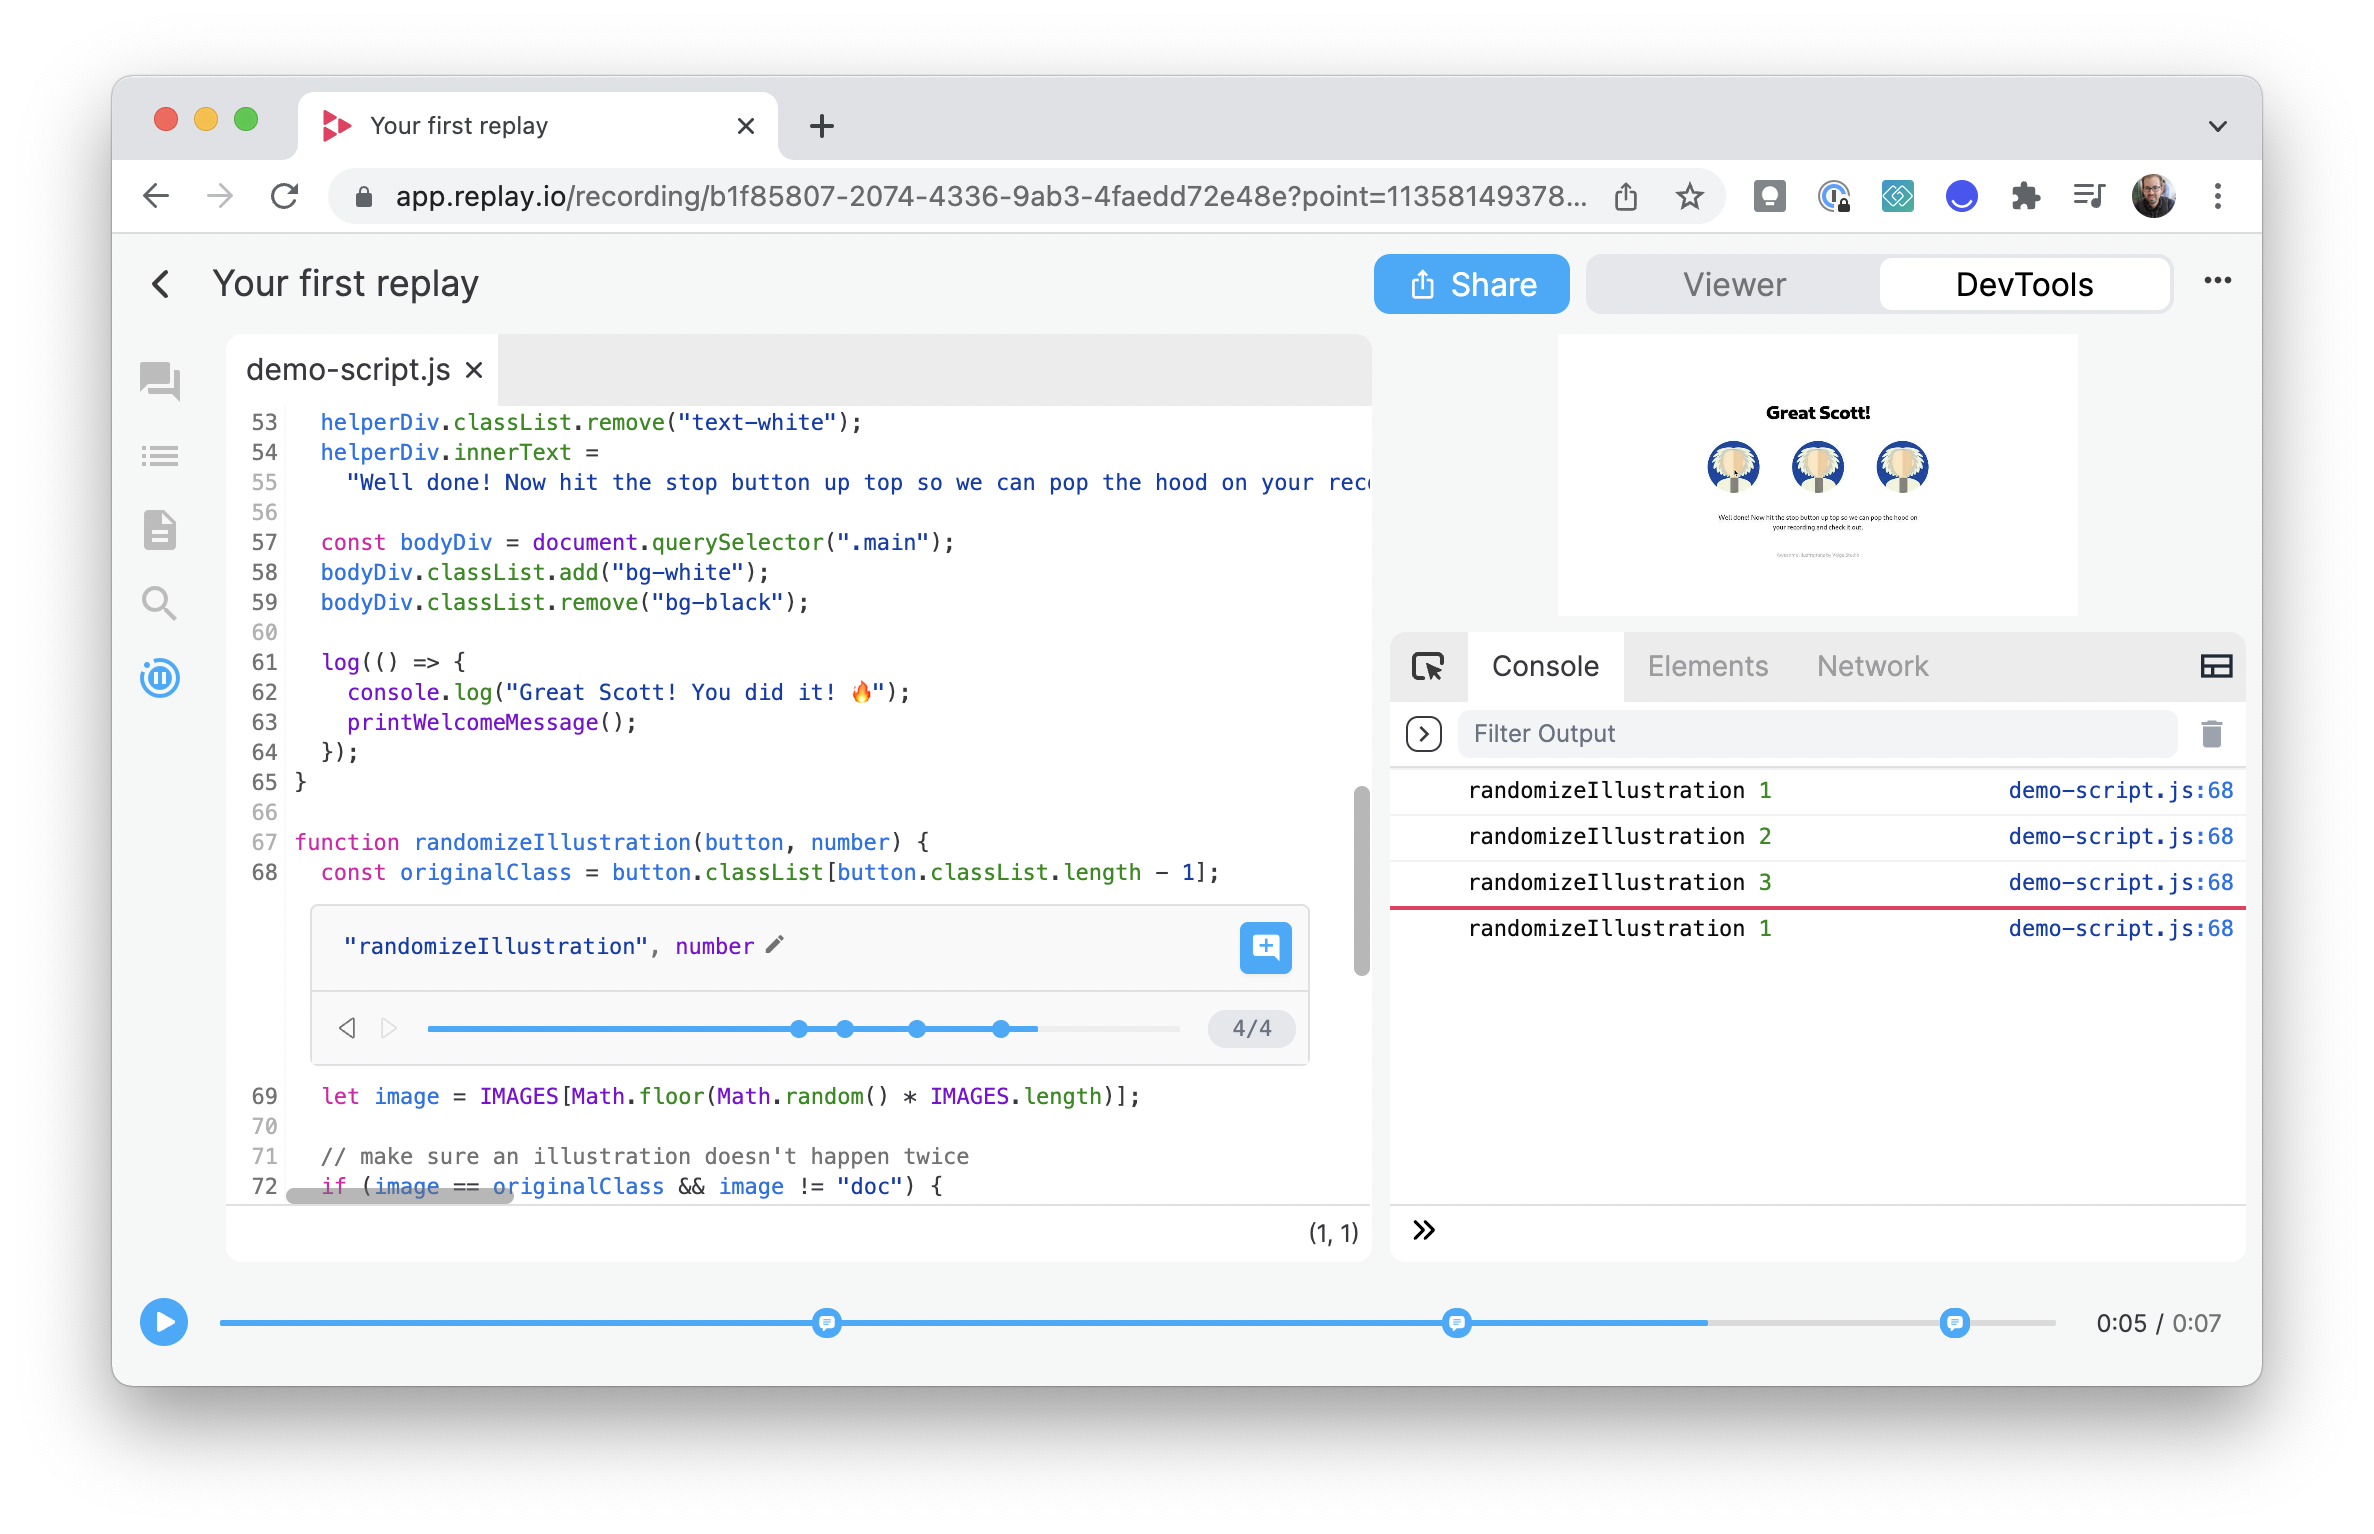 Your first replay
app.replay.io/recording/b1f85807-2074-4336-9ab3-4faedd72e48e?point=11358149378...
Your first replay
Share
Viewer
DevTools
demo-script.js
53 helperDiv.classList.remove("text-white");
54 helperDiv.innerText =
55 "Well done! Now hit the stop button up top so we can pop the hood on your reco
56
57 const bodyDiv = document.querySelector(".main");
58 bodyDiv.classList.add("bg-white");
59 bodyDiv.classList.remove("bg-black");
60
61 log(() => {
62 console.log("Great Scott! You did it! 🔥");
63 printWelcomeMessage();
64 });
65 }
66
67 function randomizeIllustration(button, number) {
68 const originalClass = button.classList[button.classList.length - 1];
"randomizeIllustration", number
4/4
69 let image = IMAGES[Math.floor(Math.random() * IMAGES.length)];
70
71 // make sure an illustration doesn't happen twice
72 if (image == originalClass && image != "doc") {
(1, 1)
Great Scott!
Well done! Now hit the stop button up top so we can pop the hood on
your recording and check it out.
Console
Elements
Network
Filter Output
randomizeIllustration 1 demo-script.js:68
randomizeIllustration 2 demo-script.js:68
randomizeIllustration 3 demo-script.js:68
randomizeIllustration 1 demo-script.js:68
0:05 / 0:07